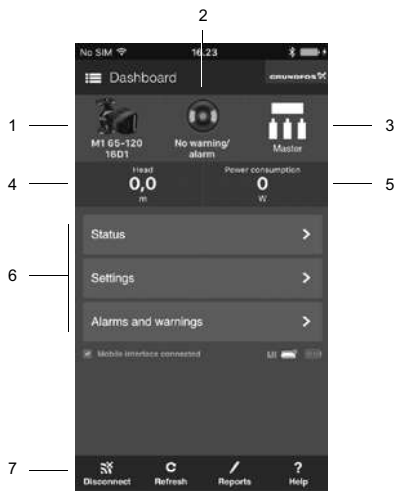 2
No SIM 16.23
Dashboard GRUNDFOS
1 3
M1 65-120
16D1
No warning/
alarm
Master
4 5
Head
0,0
m
Power consumption
0
W
6
Status
Settings
Alarms and warnings
Mobile interface connected
7
Disconnect Refresh Reports Help